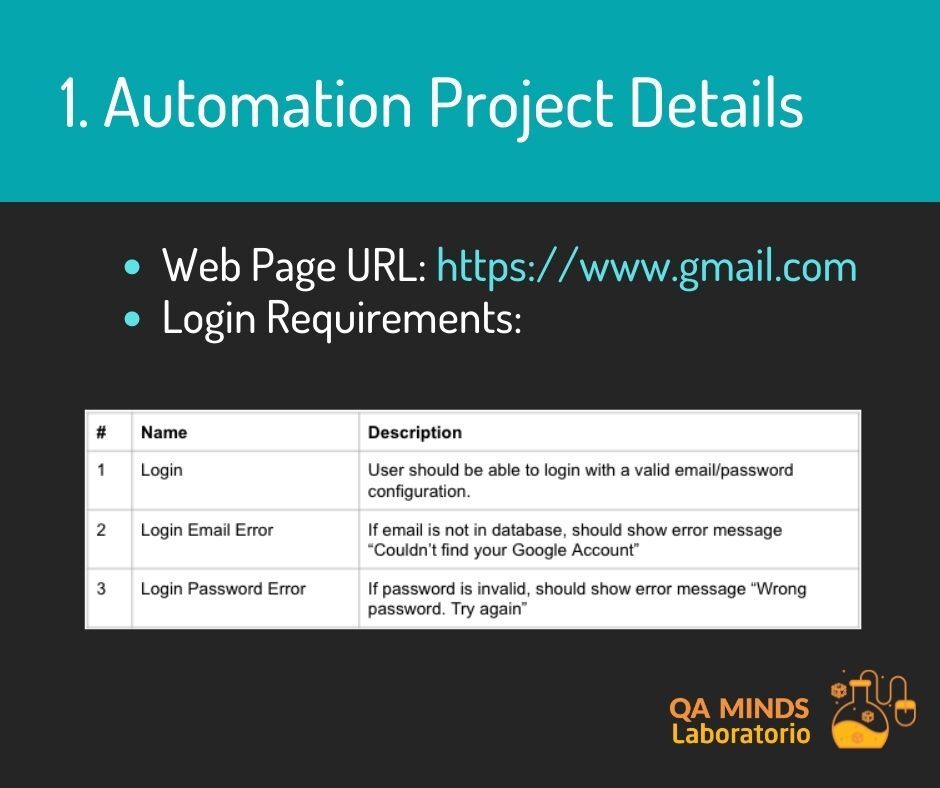 1. Automation Project Details
• Web Page URL: https://www.gmail.com
• Login Requirements:
# Name Description
1 Login User should be able to login with a valid email/password
configuration.
2 Login Email Error If email is not in database, should show error message
“Couldn’t find your Google Account”
3 Login Password Error If password is invalid, should show error message “Wrong
password. Try again”
QA MINDS
Laboratorio